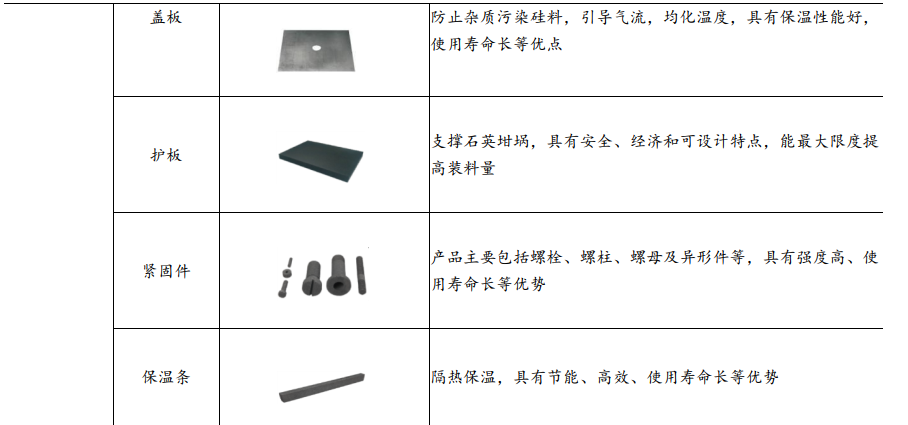 盖板
防止杂质污染硅料，引导气流，均化温度，具有保温性能好，
使用寿命长等优点
护板
支撑石英坩埚，具有安全、经济和可设计特点，能最大限度提
高装料量
紧固件
产品主要包括螺栓、螺柱、螺母及异形件等，具有强度高、使
用寿命长等优势
保温条
隔热保温，具有节能、高效、使用寿命长等优势